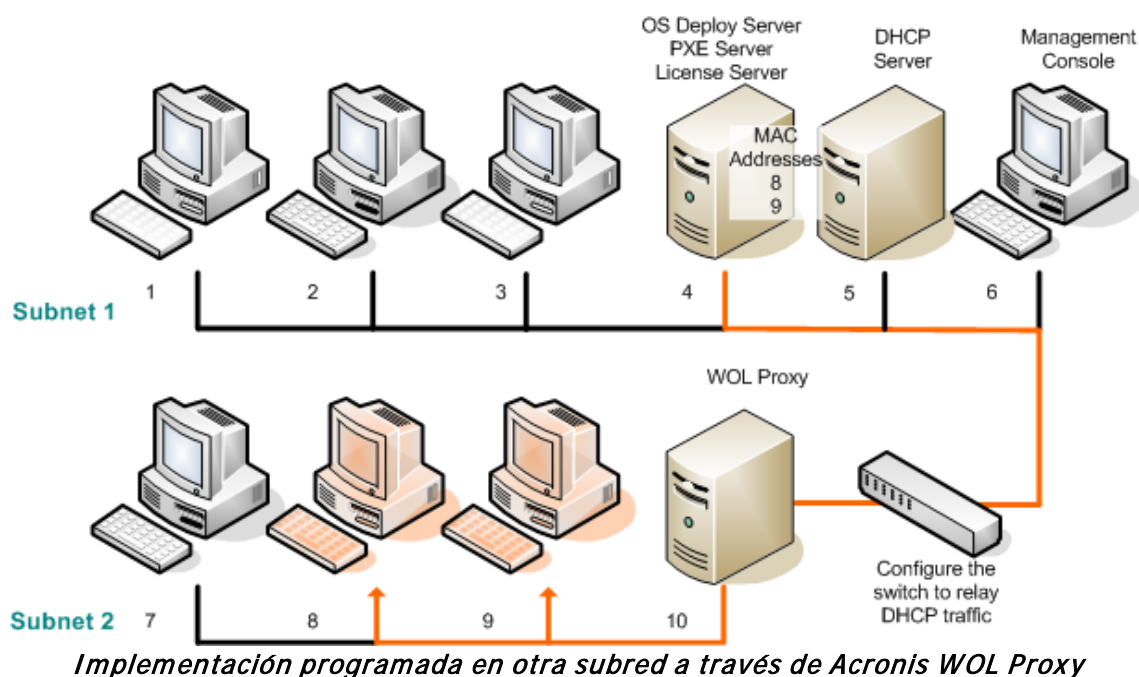 OS Deploy Server
PXE Server
License Server
DHCP
Server
Management
Console
MAC
Addresses
8
9
1
2
3
4
5
6
Subnet 1
WOL Proxy
Configure the
switch to relay
DHCP traffic
Subnet 2
7
8
9
10
Implementación programada en otra subred a través de Acronis WOL Proxy